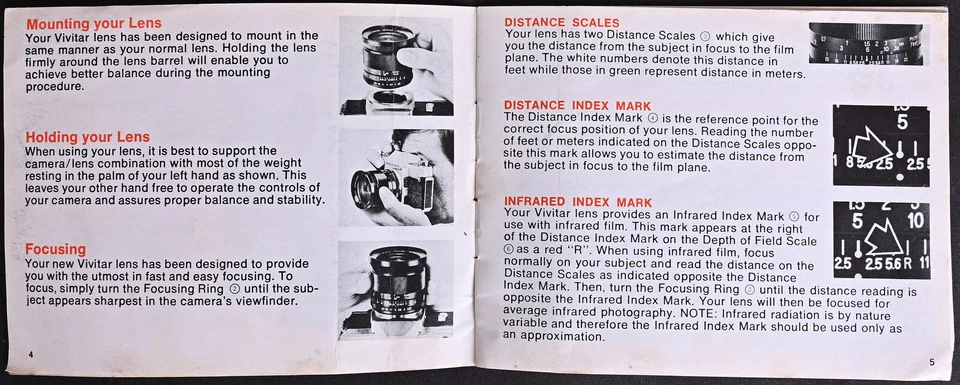 Mounting your Lens
Your Vivitar lens has been designed to mount in the
same manner as your normal lens. Holding the lens
firmly around the lens barrel will enable you to
achieve better balance during the mounting
procedure.
Holding your Lens
When using your lens, it is best to support the
camera/lens combination with most of the weight
resting in the palm of your left hand as shown. This
leaves your other hand free to operate the controls of
your camera and assures proper balance and stability.
Focusing
Your new Vivitar lens has been designed to provide
you with the utmost in fast and easy focusing. To
focus, simply turn the Focusing Ring ② until the sub-
ject appears sharpest in the camera's viewfinder.
4
DISTANCE SCALES
Your lens has two Distance Scales ③ which give
you the distance from the subject in focus to the film
plane. The white numbers denote this distance in
feet while those in green represent distance in meters.
DISTANCE INDEX MARK
The Distance Index Mark ④ is the reference point for the
correct focus position of your lens. Reading the number
of feet or meters indicated on the Distance Scales oppo-
site this mark allows you to estimate the distance from
the subject in focus to the film plane.
5
2.5
INFRARED INDEX MARK
Your Vivitar lens provides an Infrared Index Mark ⑤ for
use with infrared film. This mark appears at the right
of the Distance Index Mark on the Depth of Field Scale
⑥ as a red "R". When using infrared film, focus
normally on your subject and read the distance on the
Distance Scales as indicated opposite the Distance
Index Mark. Then, turn the Focusing Ring ② until the distance reading is
opposite the Infrared Index Mark. Your lens will then be focused for
average infrared photography. NOTE: Infrared radiation is by nature
variable and therefore the Infrared Index Mark should be used only as
an approximation.
5 10
2.5 2.5 5.6 R 11
5